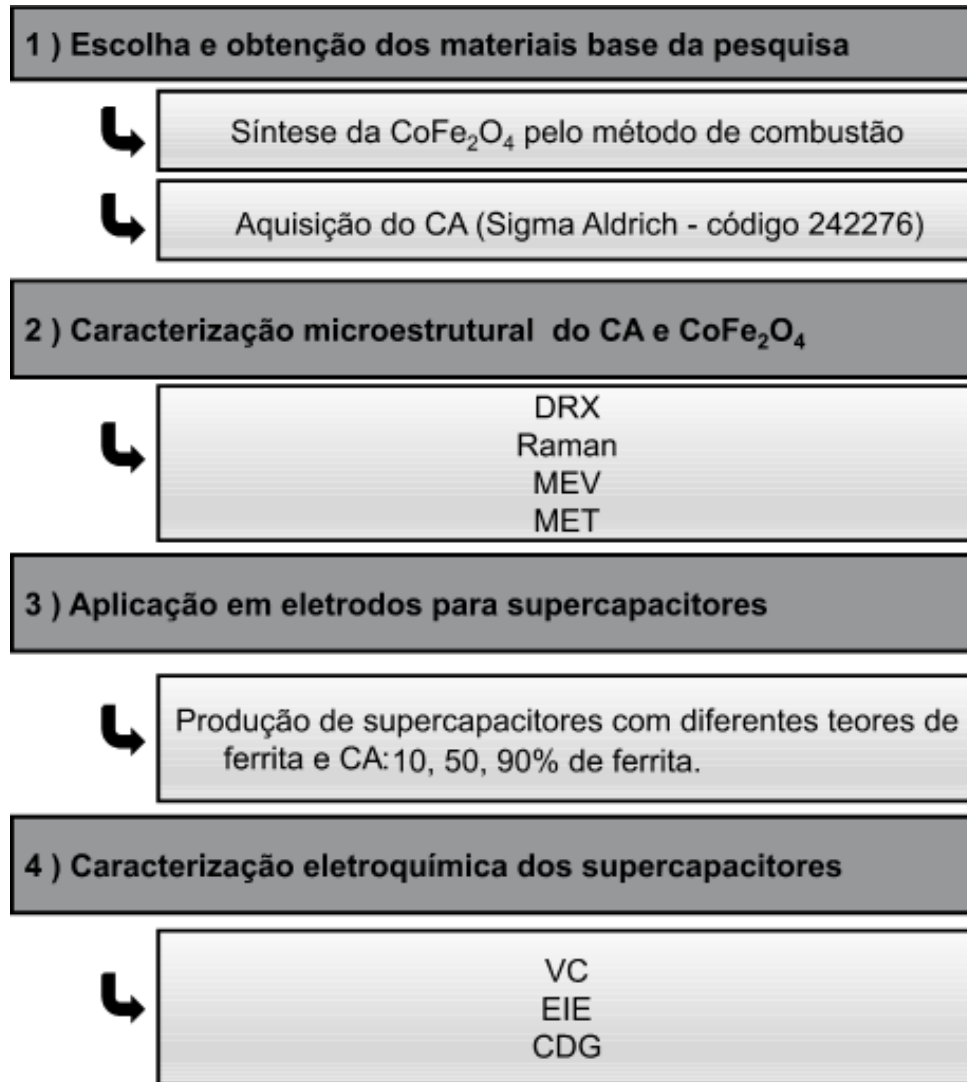 1 ) Escolha e obtenção dos materiais base da pesquisa
Síntese da CoFe₂O₄ pelo método de combustão
Aquisição do CA (Sigma Aldrich - código 242276)
2 ) Caracterização microestrutural do CA e CoFe₂O₄
DRX
Raman
MEV
MET
3 ) Aplicação em eletrodos para supercapacitores
Produção de supercapacitores com diferentes teores de
ferrita e CA: 10, 50, 90% de ferrita.
4 ) Caracterização eletroquímica dos supercapacitores
VC
EIE
CDG